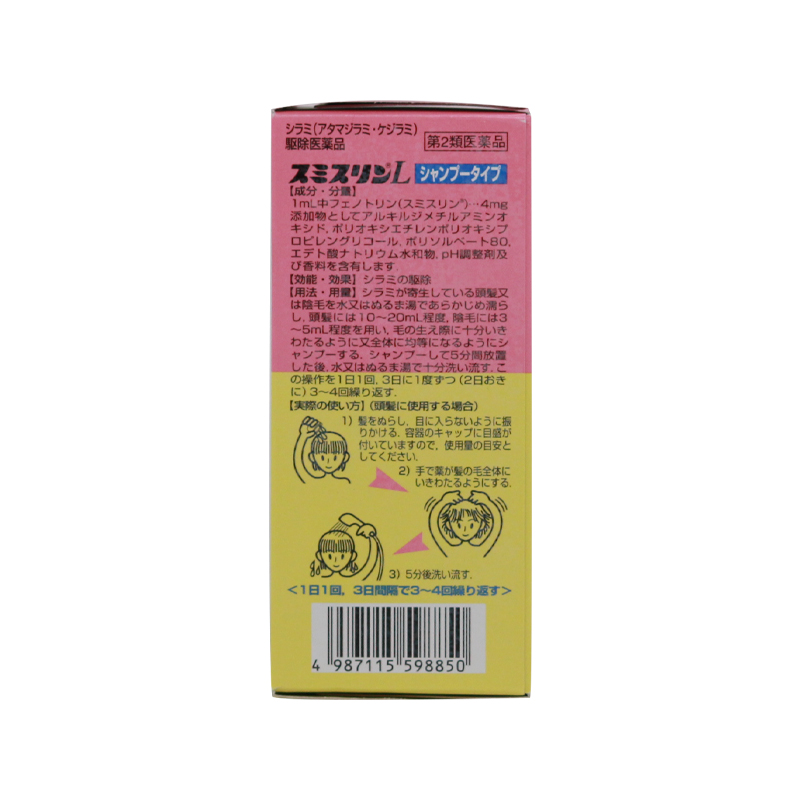 シラミ(アタマジラミ・ケジラミ)
駆除医薬品
第2類医薬品
スミスリンL シャンプータイプ
【成分・分量】
1mL中フェノトリン(スミスリン®)…4mg
添加物としてアルキルジメチルアミンオ
キシド, ポリオキシエチレンポリオキシプ
ロピレングリコール, ポリソルベート80,
エデト酸ナトリウム水和物, pH調整剤及
び香料を含有します.
【効能・効果】シラミの駆除
【用法・用量】シラミが寄生している頭髪又
は陰毛を水又はぬるま湯であらかじめ濡ら
し, 頭髪には10〜20mL程度, 陰毛には3
〜5mL程度を用い, 毛の生え際に十分いき
わたるように又全体に均等になるようにシ
ャンプーする. シャンプーして5分間放置
した後, 水又はぬるま湯で十分洗い流す. こ
の操作を1日1回, 3日に1度ずつ(2日おき
に)3〜4回繰り返す.
【実際の使い方】(頭髪に使用する場合)
1) 髪をぬらし, 目に入らないように振
りかける. 容器のキャップに目盛が
付いていますので, 使用量の目安と
してください.
2) 手で薬が髪の毛全体に
いきわたるようにする.
3) 5分後洗い流す.
<1日1回, 3日間隔で3〜4回繰り返す>
4 987115 598850